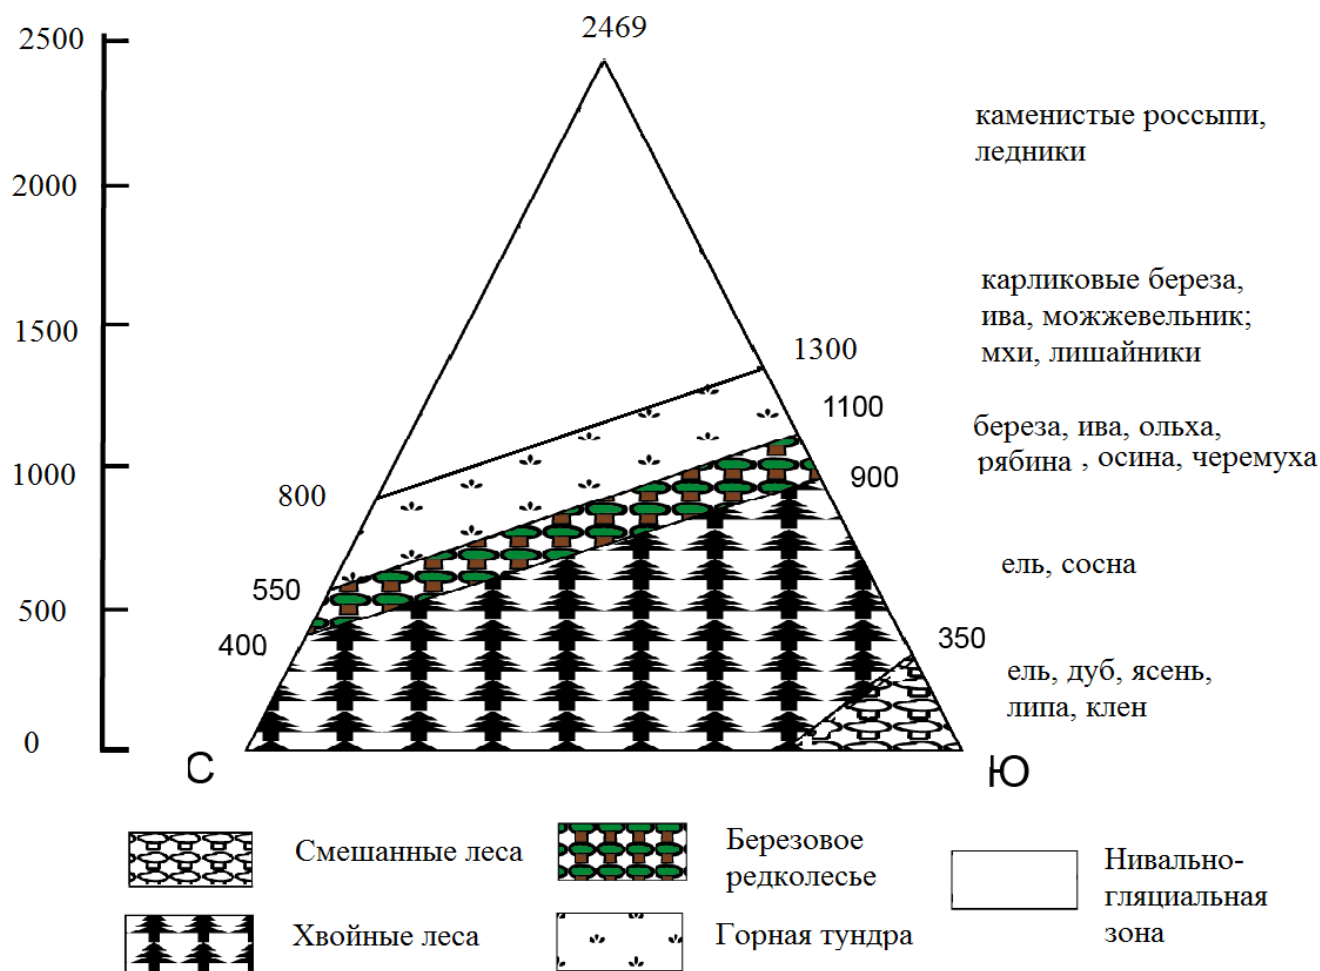 2469
2500
каменистые россыпи,
ледники
2000
карликовые береза,
ива, можжевельник;
мхи, лишайники
1500
1300
1100
береза, ива, ольха,
рябина , осина, черемуха
1000
900
800
550
ель, сосна
500
400
350
ель, дуб, ясень,
липа, клен
0
С
Ю
Смешанные леса
Березовое
редколесье
Нивально-
гляциальная
зона
Хвойные леса
Горная тундра